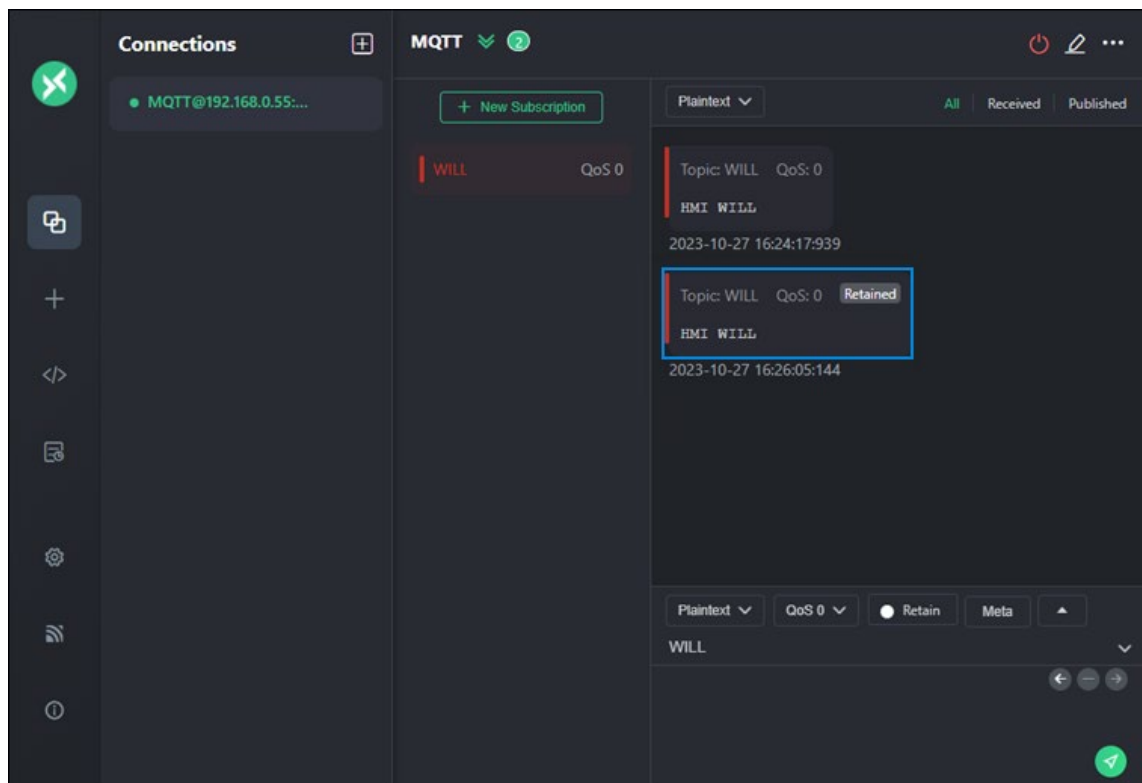 Connections
MQTT 2
MQTT@192.168.0.55:...
+ New Subscription
Plaintext
All Received Published
WILL QoS 0
Topic: WILL QoS: 0
HMI WILL
2023-10-27 16:24:17:939
Topic: WILL QoS: 0 Retained
HMI WILL
2023-10-27 16:26:05:144
Plaintext QoS 0 Retain Meta
WILL